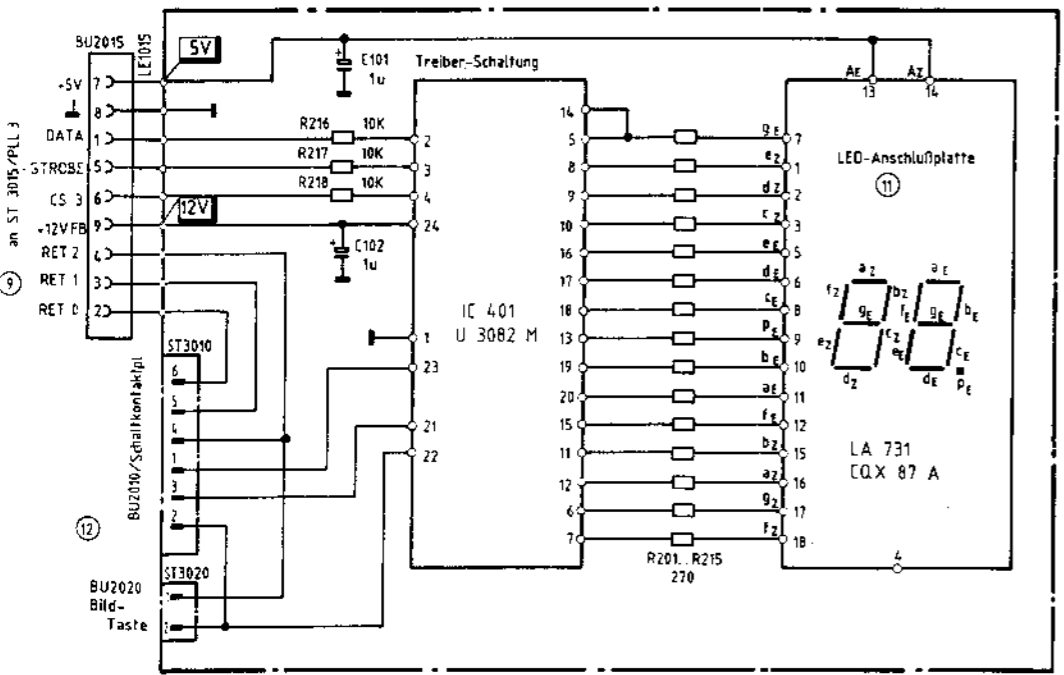 BU2015
LE1015
an ST 3015/PLL 3
9
+5V 7
8
DATA 1
STROBE 5
CS 3 6
+12VFB 9
RET 2 4
RET 1 3
RET 0 2
5V
12V
+ C101
1u
R216 10K
R217 10K
R218 10K
+ C102
1u
ST3010
6
5
4
1
3
2
BU2010/Schaltkontaktpl
12
ST3020
1
2
BU2020
Bild-
Taste
Treiber-Schaltung
2
3
4
24
1
23
21
22
IC 401
U 3082 M
14
5
8
9
10
16
17
18
13
19
20
15
11
12
6
7
R201...R215
270
AE AZ
13 14
gE 7
eZ 1
dZ 2
cZ 3
eE 5
dE 6
cE 8
pE 9
bE 10
aE 11
fE 12
bZ 15
aZ 16
gZ 17
fZ 18
LED-Anschlußplatte
11
aZ aE
fZ bZ fE bE
gE gE
eZ cZ eE cE
dZ dE pE
LA 731
CQX 87 A
4